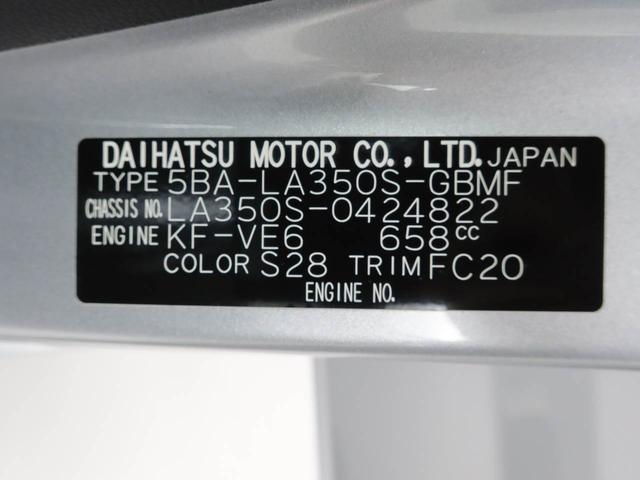 DAIHATSU MOTOR CO., LTD. JAPAN
TYPE 5BA-LA350S-GBMF
CHASSIS NO. LA350S-0424822
ENGINE KF-VE6 658cc
COLOR S28 TRIM FC20
ENGINE NO.